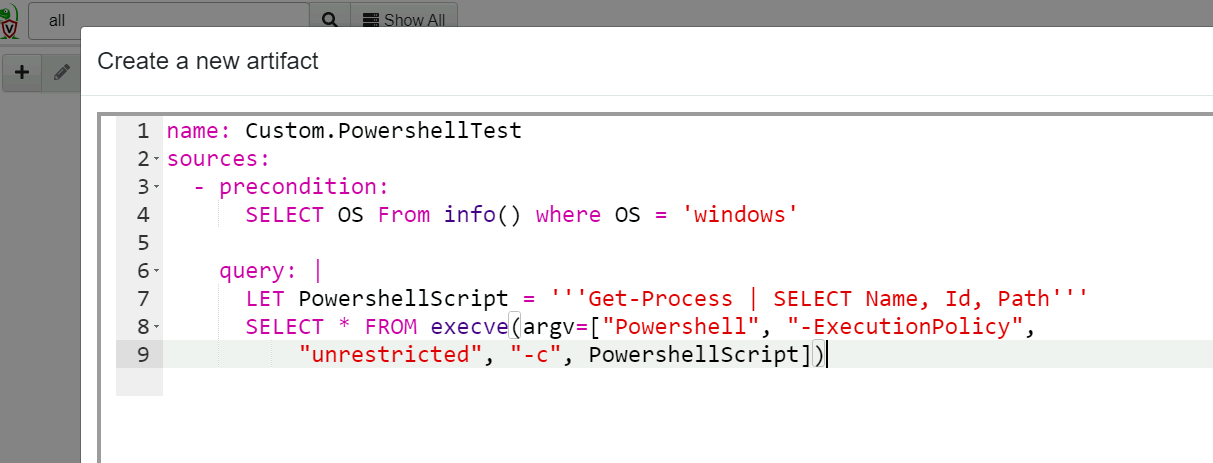 all
Show All
Create a new artifact
1 name: Custom.PowershellTest
2 sources:
3 - precondition:
4 SELECT OS From info() where OS = 'windows'
5
6 query: |
7 LET PowershellScript = '''Get-Process | SELECT Name, Id, Path'''
8 SELECT * FROM execve(argv=["Powershell", "-ExecutionPolicy",
9 "unrestricted", "-c", PowershellScript])